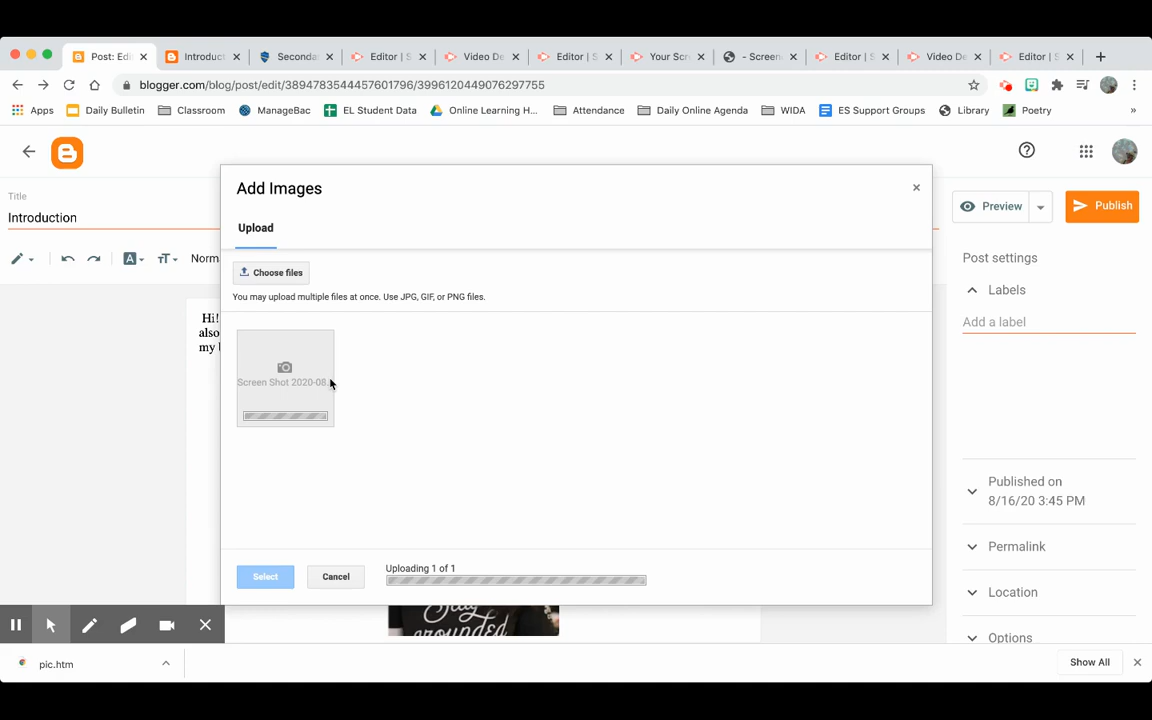 Post: Edi
Introduct
Secondar
Editor | S
Video De
Editor | S
Your Scr
- Screen
Editor | S
Video De
Editor | S
blogger.com/blog/post/edit/3894783544457601796/3996120449076297755
Apps
Daily Bulletin
Classroom
ManageBac
EL Student Data
Online Learning H...
Attendance
Daily Online Agenda
WIDA
ES Support Groups
Library
Poetry
»
Title
Introduction
Norm
Preview
Publish
Add Images
Upload
Choose files
You may upload multiple files at once. Use JPG, GIF, or PNG files.
Screen Shot 2020-08.
Uploading 1 of 1
Select
Cancel
Hi!
also
my b
Stay
grounded
Post settings
Labels
Add a label
Published on
8/16/20 3:45 PM
Permalink
Location
Options
pic.htm
Show All